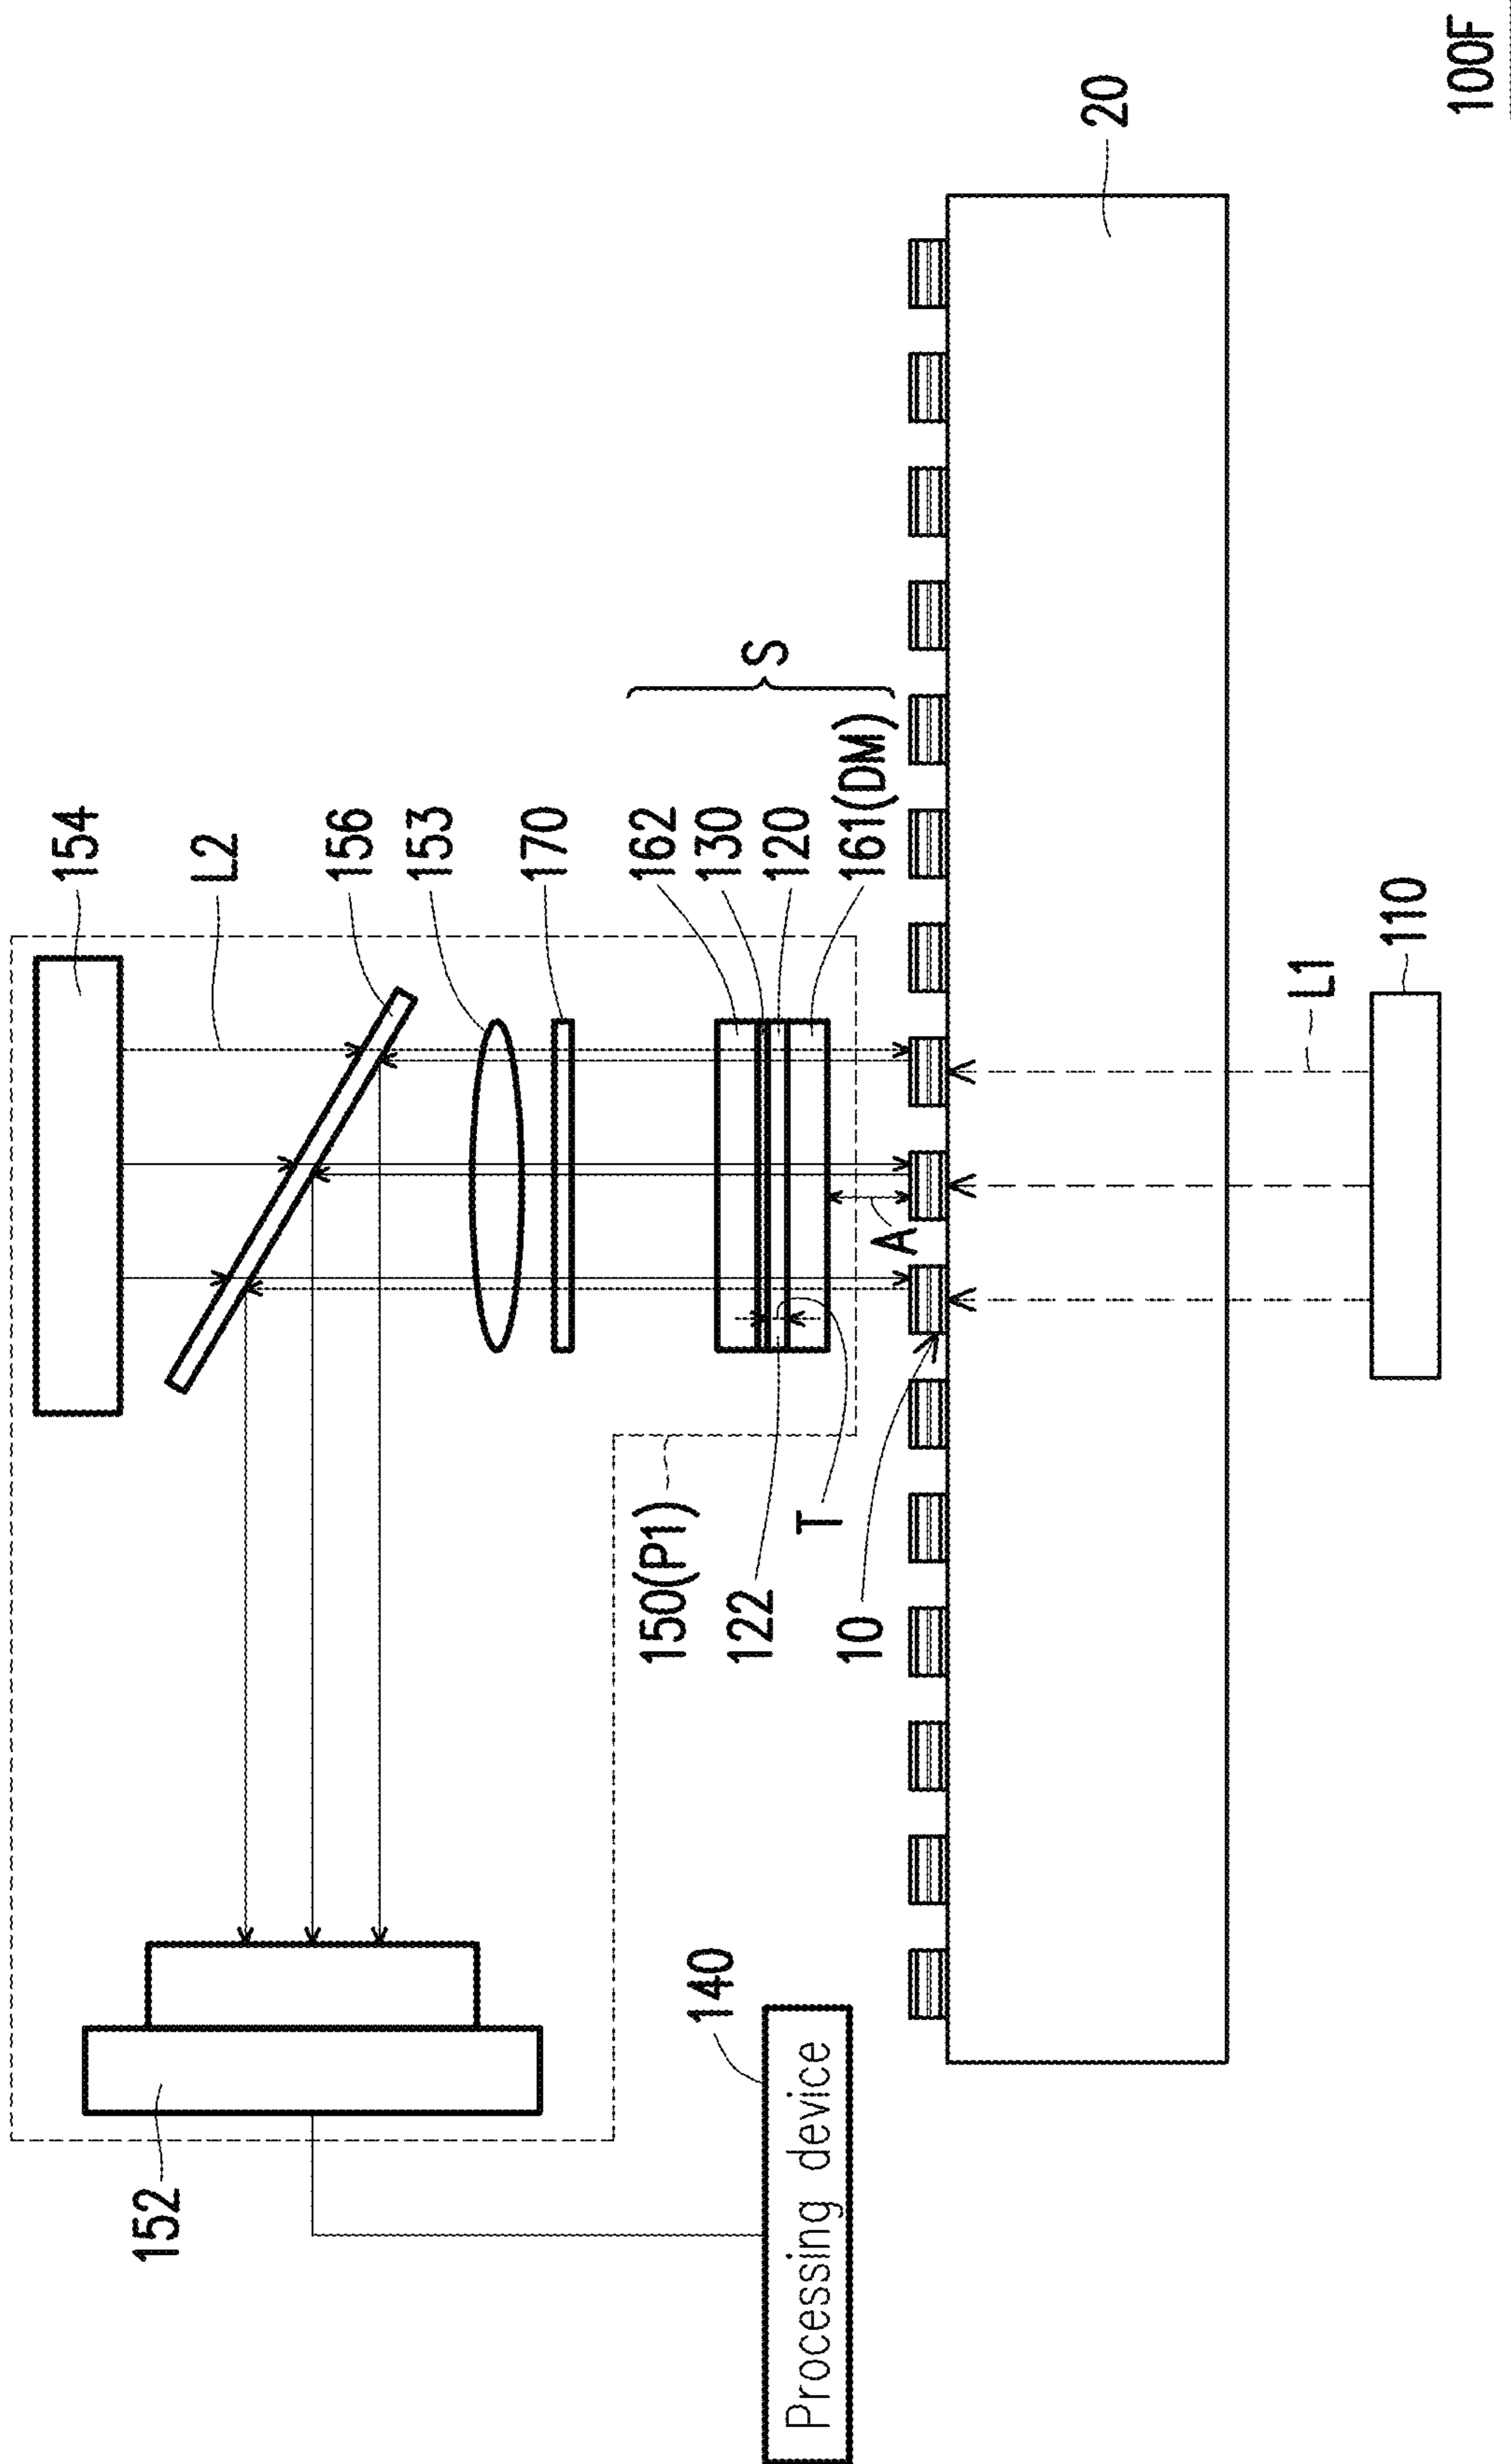 154
L2
156
153
170
162
130
120
161(DM)
S
152
150(P1)
122
T
10
A
140
Processing device
20
L1
110
100F